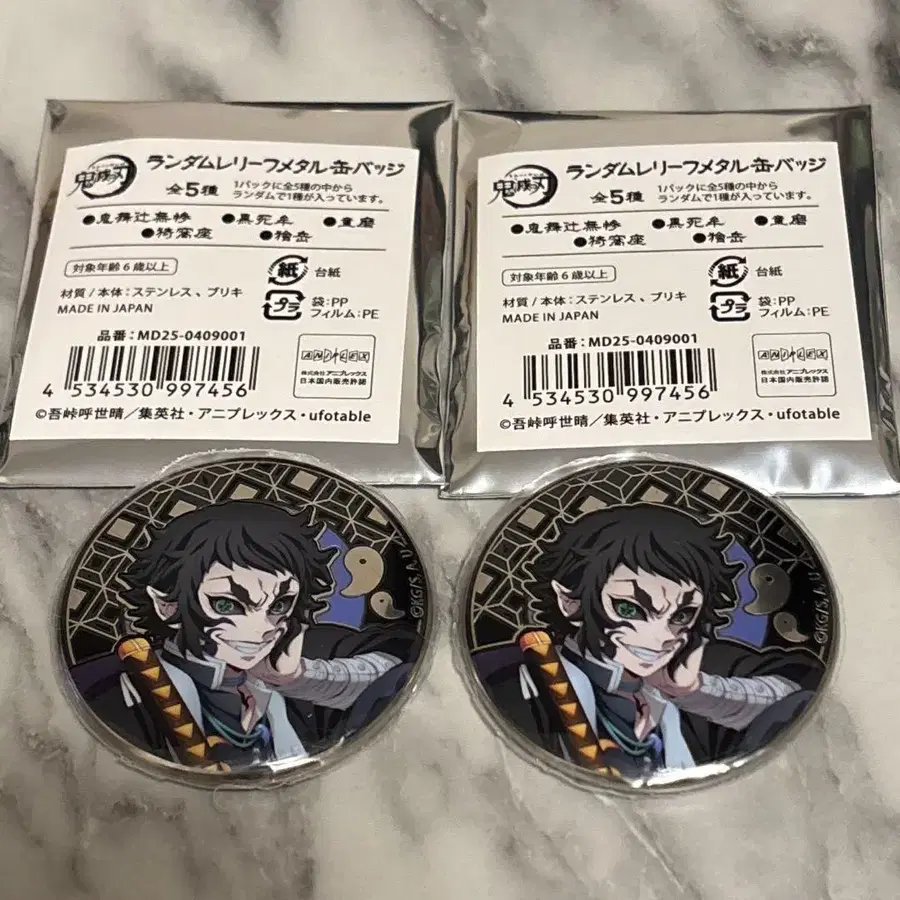 鬼滅の刃
ランダムレリーフメタル缶バッジ
全5種
1パックに全5種の中から
ランダムで1種が入っています。
●鬼舞辻無惨 ●黒死牟 ●童磨
●猗窩座 ●獪岳
対象年齢6歳以上
紙 台紙
材質/本体:ステンレス、ブリキ
プラ 袋:PP
フィルム:PE
MADE IN JAPAN
品番:MD25-0409001
4 534530 997456
ANIPLEX
株式会社アニプレックス
日本国内販売許諾
©吾峠呼世晴/集英社・アニプレックス・ufotable
鬼滅の刃
ランダムレリーフメタル缶バッジ
全5種
1パックに全5種の中から
ランダムで1種が入っています。
●鬼舞辻無惨 ●黒死牟 ●童磨
●猗窩座 ●獪岳
対象年齢6歳以上
紙 台紙
材質/本体:ステンレス、ブリキ
プラ 袋:PP
フィルム:PE
MADE IN JAPAN
品番:MD25-0409001
4 534530 997456
ANIPLEX
株式会社アニプレックス
日本国内販売許諾
©吾峠呼世晴/集英社・アニプレックス・ufotable
©KG/S, A, U
©KG/S, A, U